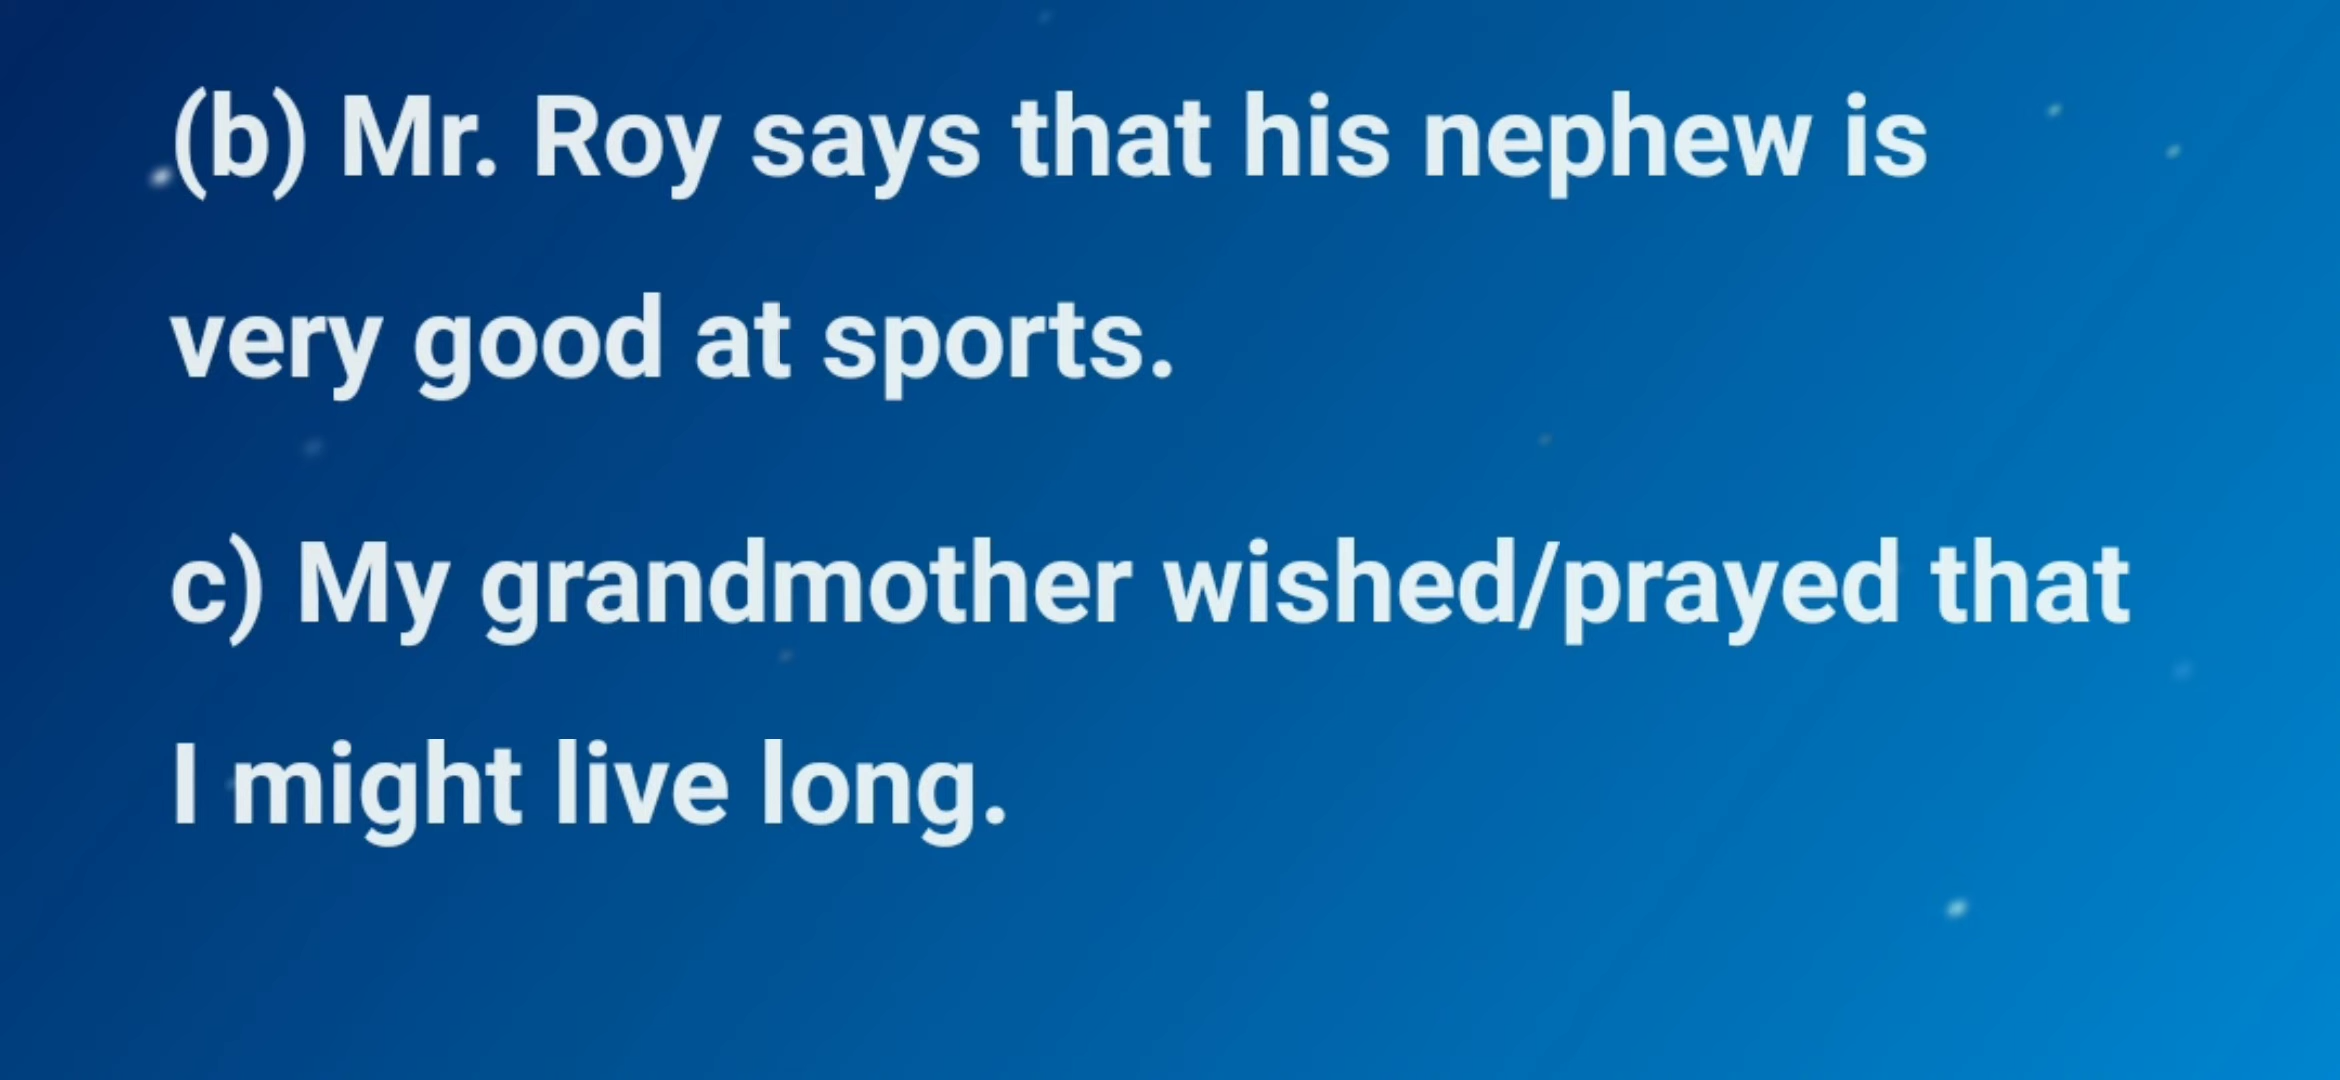 (b) Mr. Roy says that his nephew is
very good at sports.
c) My grandmother wished/prayed that
I might live long.